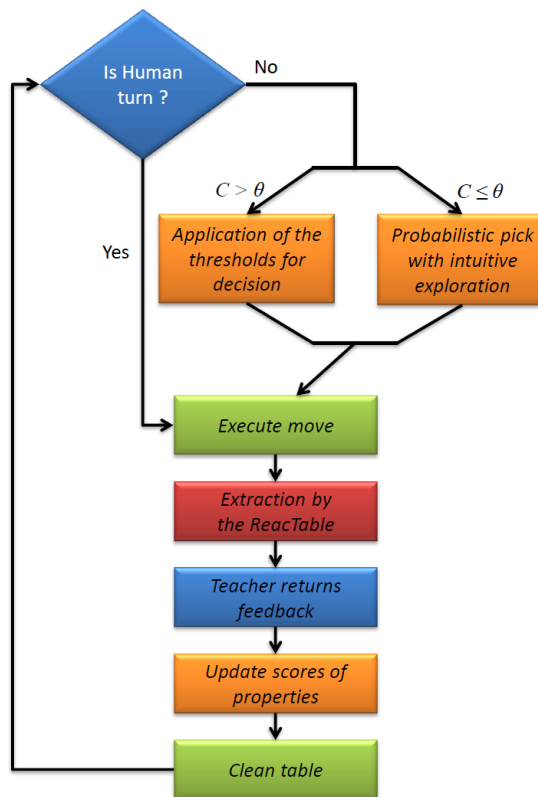 Is Human
turn ?
No
C > θ
C ≤ θ
Yes
Application of the
thresholds for
decision
Probabilistic pick
with intuitive
exploration
Execute move
Extraction by
the ReacTable
Teacher returns
feedback
Update scores of
properties
Clean table